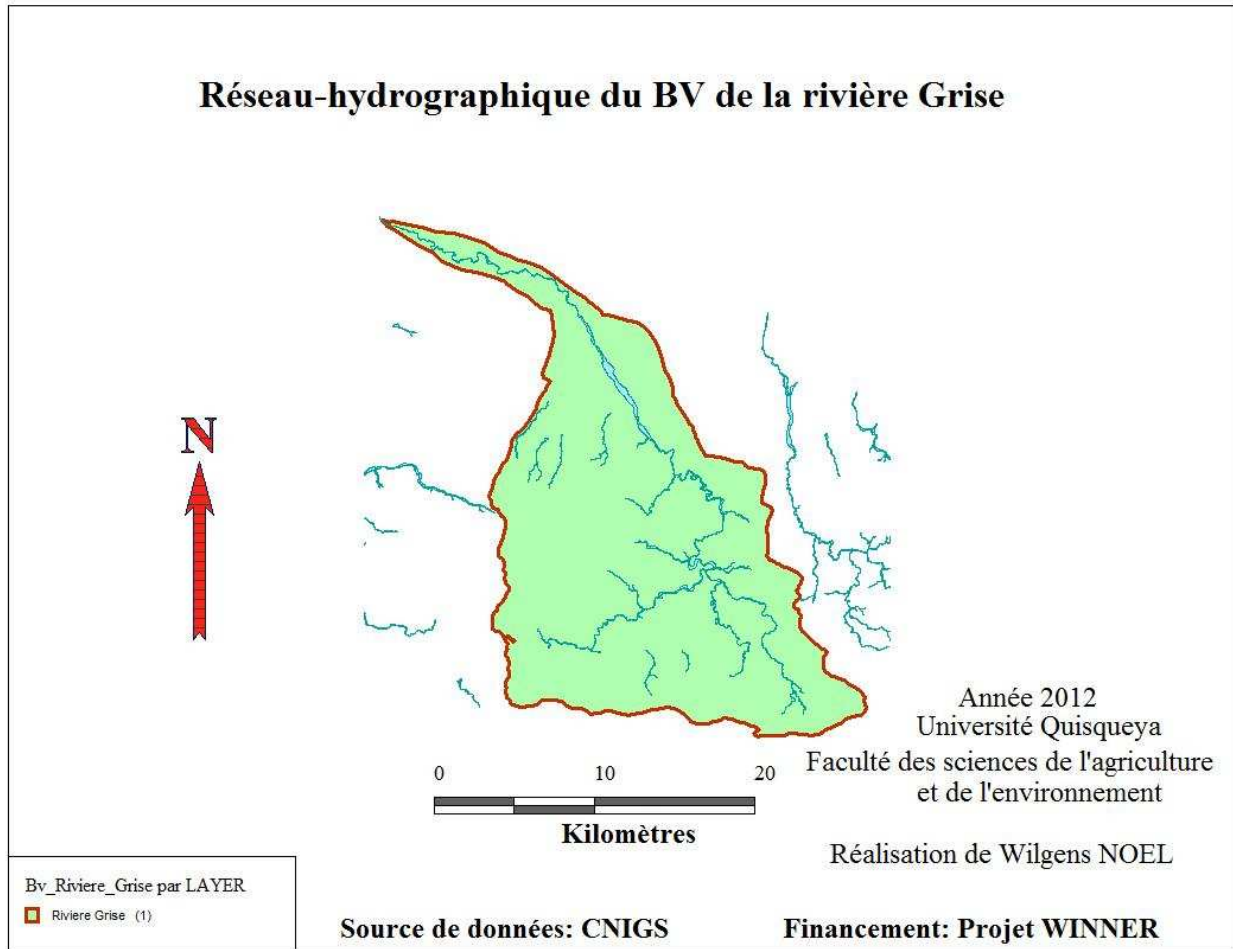 Réseau-hydrographique du BV de la rivière Grise
N
Année 2012
Université Quisqueya
Faculté des sciences de l'agriculture
et de l'environnement
0 10 20
Kilomètres
Réalisation de Wilgens NOEL
Bv_Riviere_Grise par LAYER
Riviere Grise (1)
Source de données: CNIGS Financement: Projet WINNER